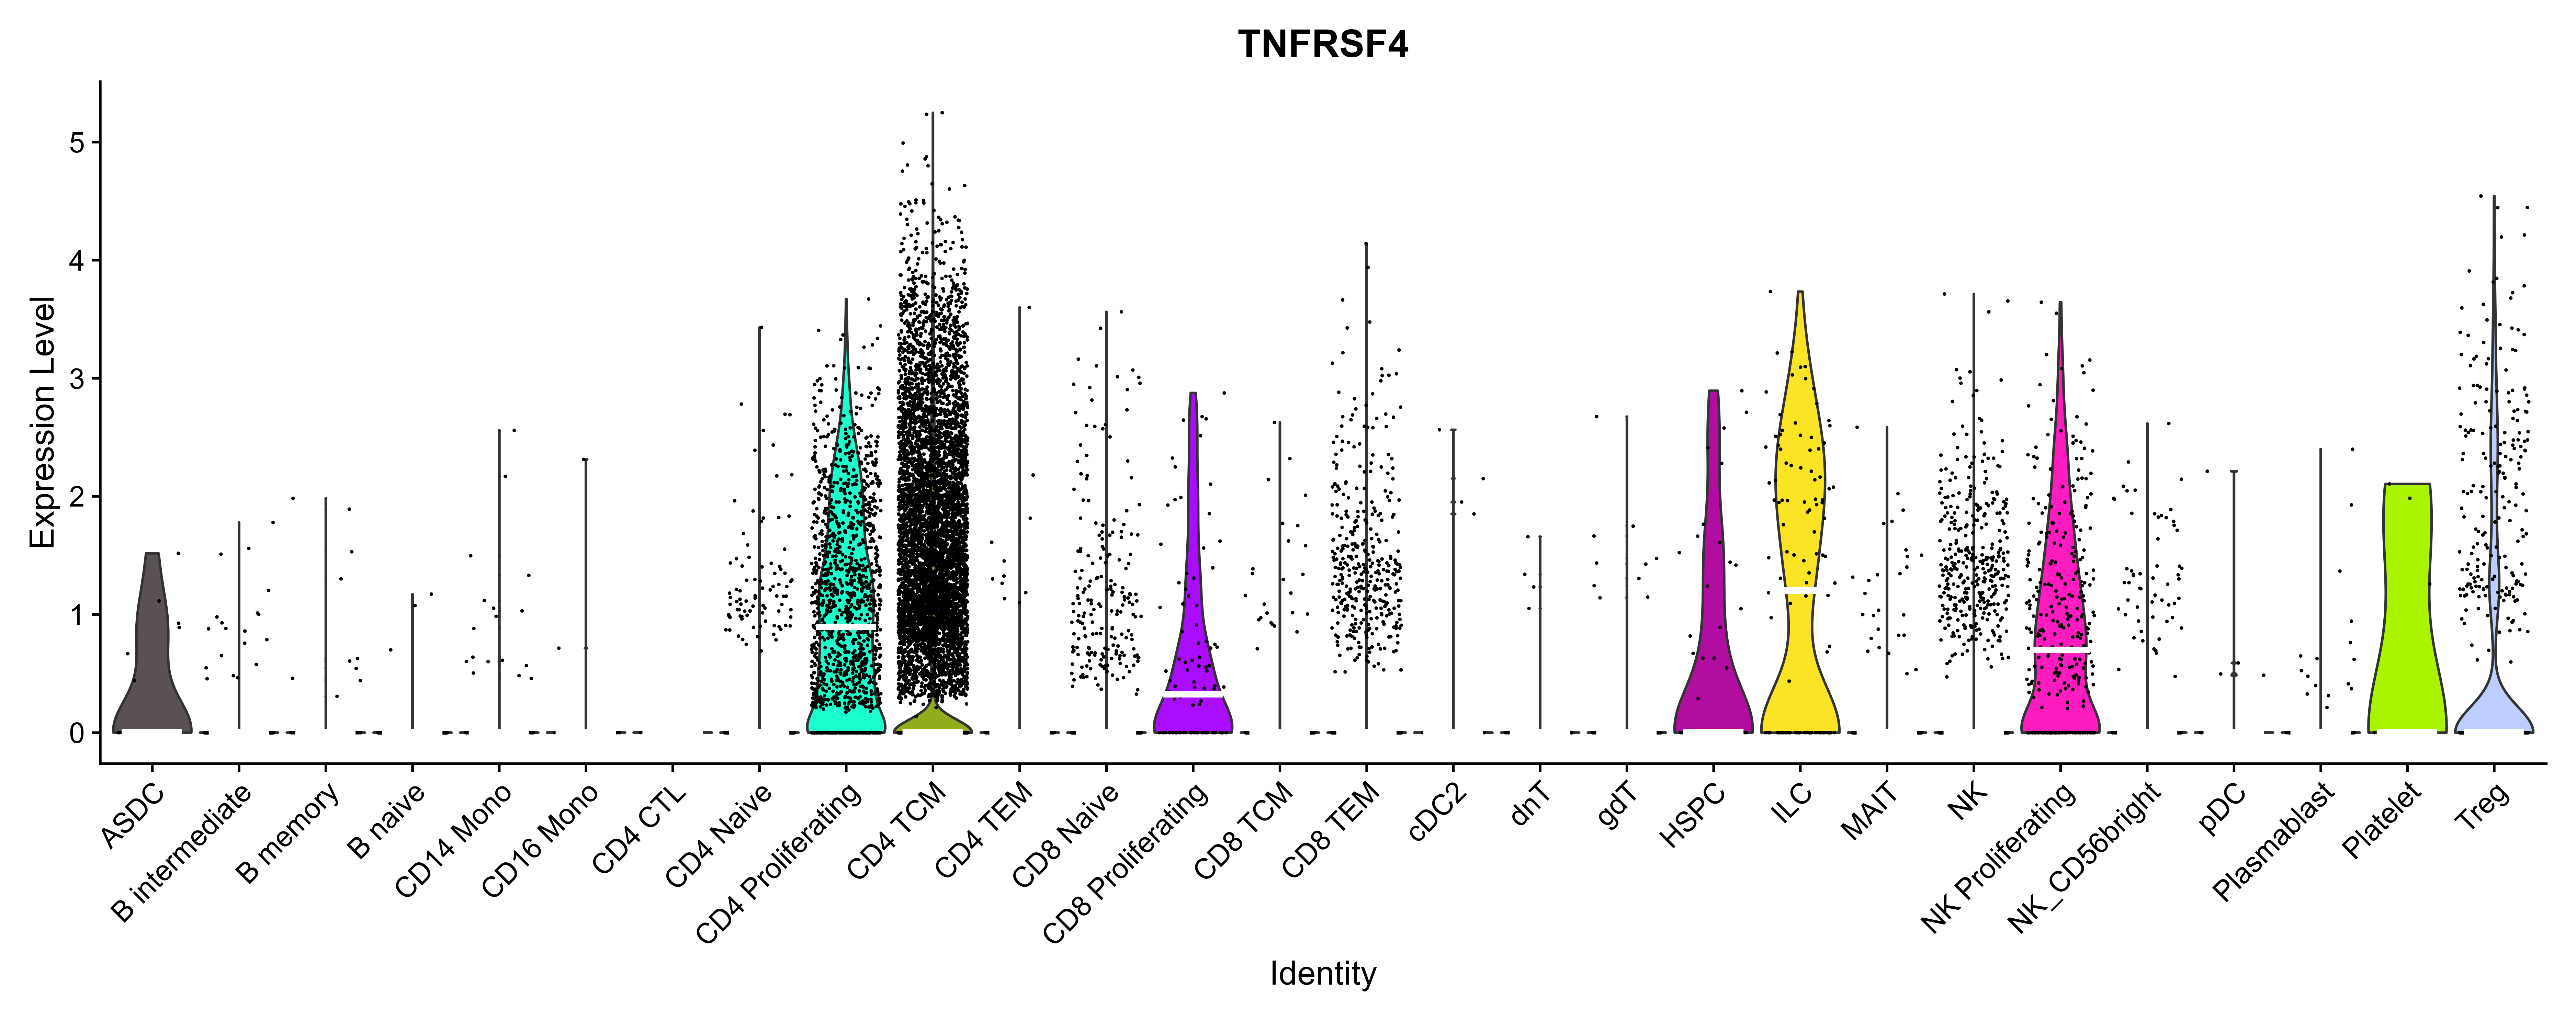 TNFRSF4
Expression Level
5
4
3
2
1
0
ASDC
B intermediate
B memory
B naive
CD14 Mono
CD16 Mono
CD4 CTL
CD4 Naive
CD4 Proliferating
CD4 TCM
CD4 TEM
CD8 Naive
CD8 Proliferating
CD8 TCM
CD8 TEM
cDC2
dnT
gdT
HSPC
ILC
MAIT
NK
NK Proliferating
NK_CD56bright
pDC
Plasmablast
Platelet
Treg
Identity